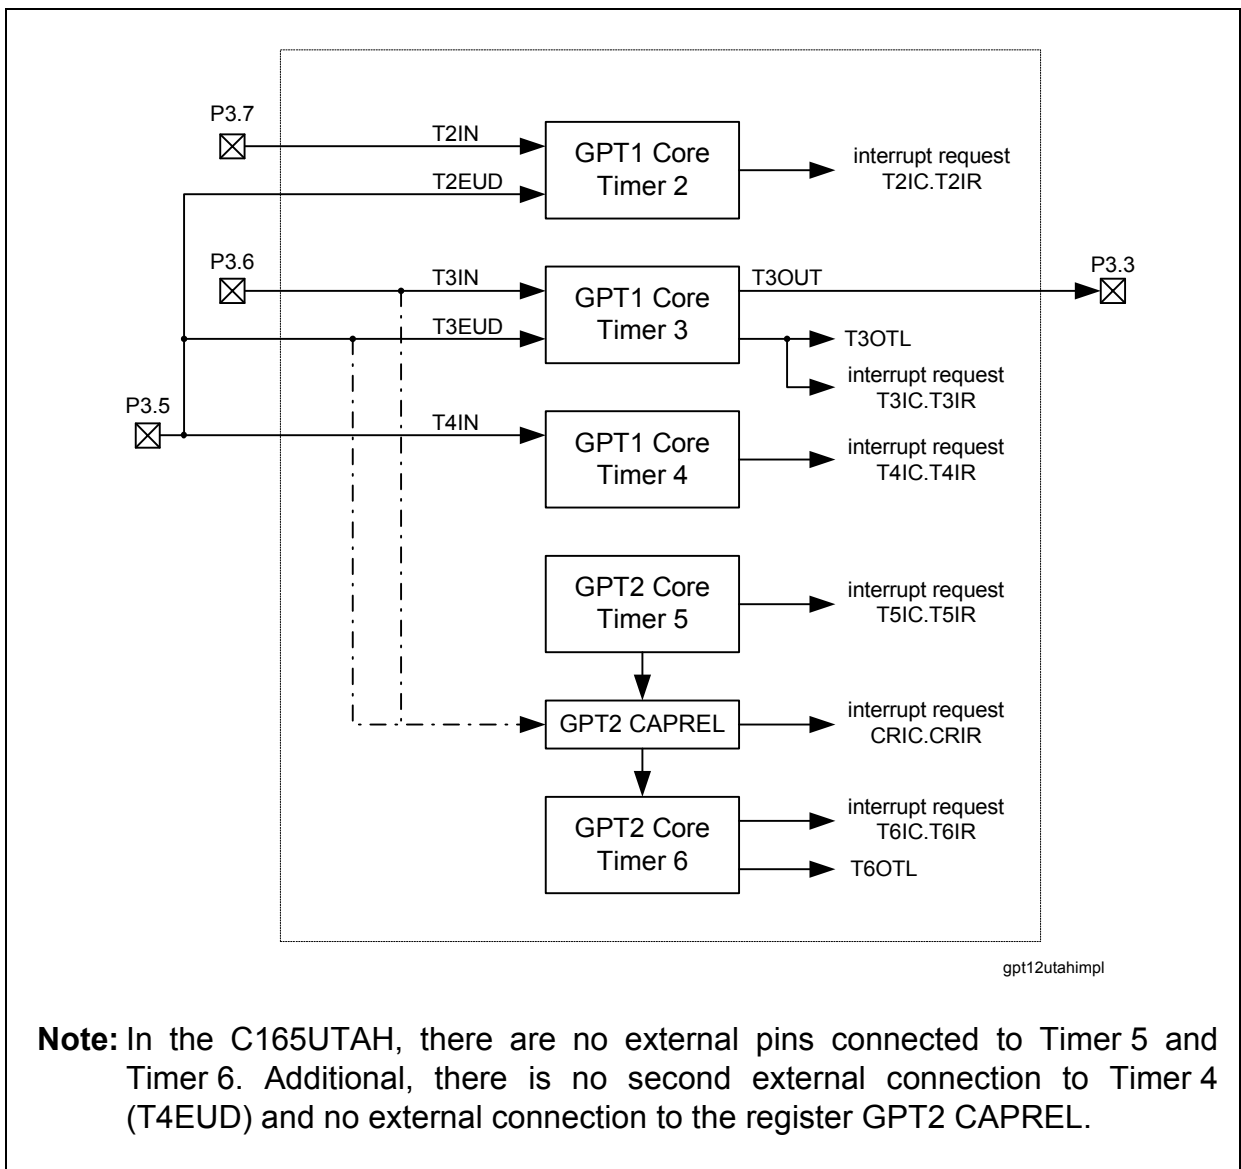 P3.7
T2IN
GPT1 Core
Timer 2
interrupt request
T2IC.T2IR
T2EUD
P3.6
T3IN
GPT1 Core
Timer 3
T3OUT
P3.3
T3EUD
T3OTL
interrupt request
T3IC.T3IR
P3.5
T4IN
GPT1 Core
Timer 4
interrupt request
T4IC.T4IR
GPT2 Core
Timer 5
interrupt request
T5IC.T5IR
GPT2 CAPREL
interrupt request
CRIC.CRIR
GPT2 Core
Timer 6
interrupt request
T6IC.T6IR
T6OTL
gpt12utahimpl
Note: In the C165UTAH, there are no external pins connected to Timer 5 and
Timer 6. Additional, there is no second external connection to Timer 4
(T4EUD) and no external connection to the register GPT2 CAPREL.